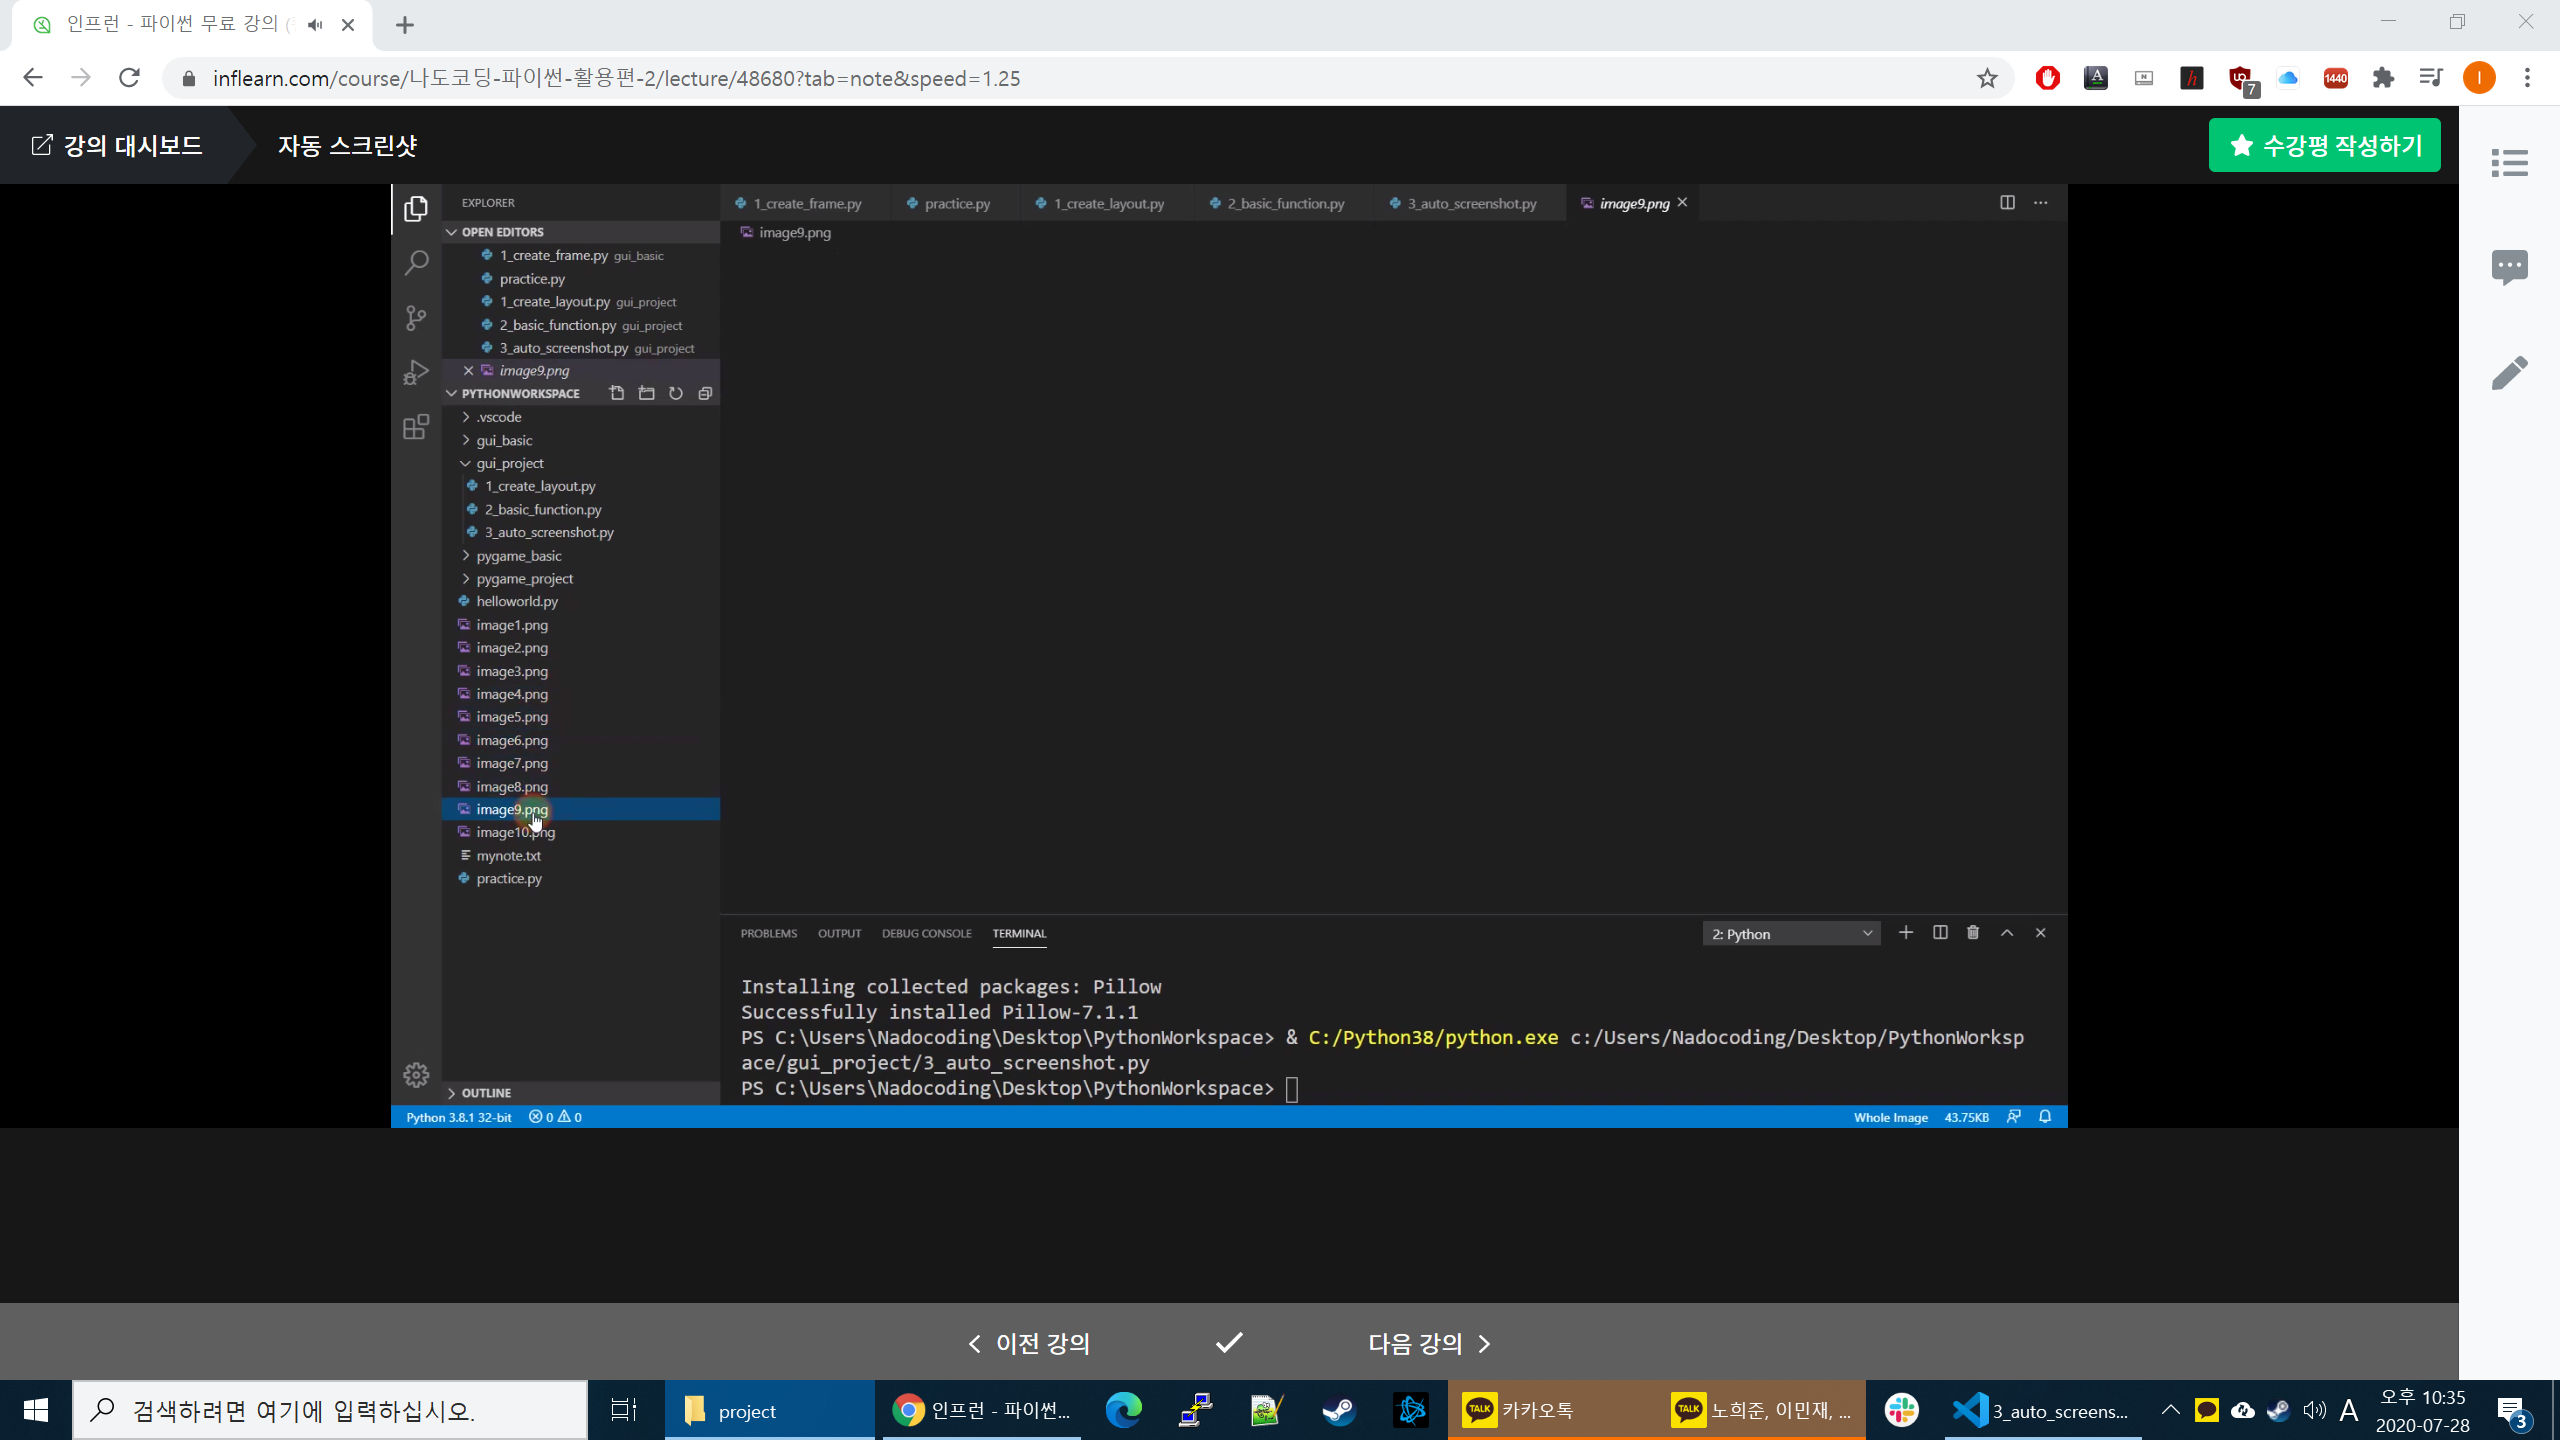 인프런 - 파이썬 무료 강의
inflearn.com/course/나도코딩-파이썬-활용편-2/lecture/48680?tab=note&speed=1.25
7
1440
I
강의 대시보드
자동 스크린샷
수강평 작성하기
EXPLORER
1_create_frame.py
practice.py
1_create_layout.py
2_basic_function.py
3_auto_screenshot.py
image9.png
OPEN EDITORS
image9.png
1_create_frame.py gui_basic
practice.py
1_create_layout.py gui_project
2_basic_function.py gui_project
3_auto_screenshot.py gui_project
image9.png
PYTHONWORKSPACE
.vscode
gui_basic
gui_project
1_create_layout.py
2_basic_function.py
3_auto_screenshot.py
pygame_basic
pygame_project
helloworld.py
image1.png
image2.png
image3.png
image4.png
image5.png
image6.png
image7.png
image8.png
image9.png
image10.png
mynote.txt
practice.py
PROBLEMS OUTPUT DEBUG CONSOLE TERMINAL
2: Python
Installing collected packages: Pillow
Successfully installed Pillow-7.1.1
PS C:\Users\Nadocoding\Desktop\PythonWorkspace> & C:/Python38/python.exe c:/Users/Nadocoding/Desktop/PythonWorksp
ace/gui_project/3_auto_screenshot.py
PS C:\Users\Nadocoding\Desktop\PythonWorkspace>
OUTLINE
Python 3.8.1 32-bit 0 0
Whole Image 43.75KB
이전 강의
다음 강의
검색하려면 여기에 입력하십시오.
project
인프런 - 파이썬...
TALK 카카오톡
TALK 노희준, 이민재, ...
3_auto_screens...
A
오후 10:35
2020-07-28
3